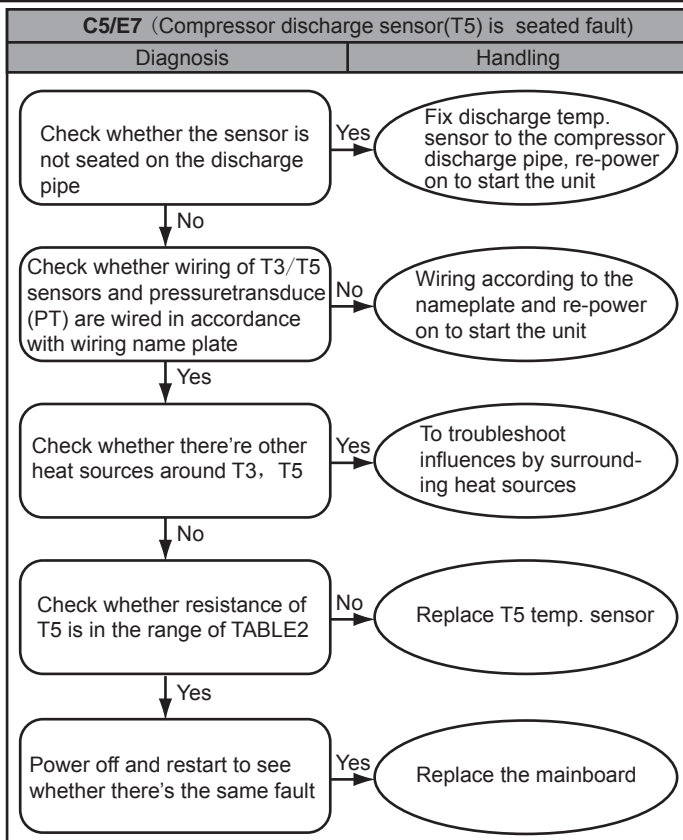 C5/E7（Compressor discharge sensor(T5) is seated fault)
Diagnosis
Handling
Check whether the sensor is
not seated on the discharge
pipe
Yes
Fix discharge temp.
sensor to the compressor
discharge pipe, re-power
on to start the unit
No
Check whether wiring of T3/T5
sensors and pressuretransduce
(PT) are wired in accordance
with wiring name plate
No
Wiring according to the
nameplate and re-power
on to start the unit
Yes
Check whether there're other
heat sources around T3，T5
Yes
To troubleshoot
influences by surround-
ing heat sources
No
Check whether resistance of
T5 is in the range of TABLE2
No
Replace T5 temp. sensor
Yes
Power off and restart to see
whether there's the same fault
Yes
Replace the mainboard